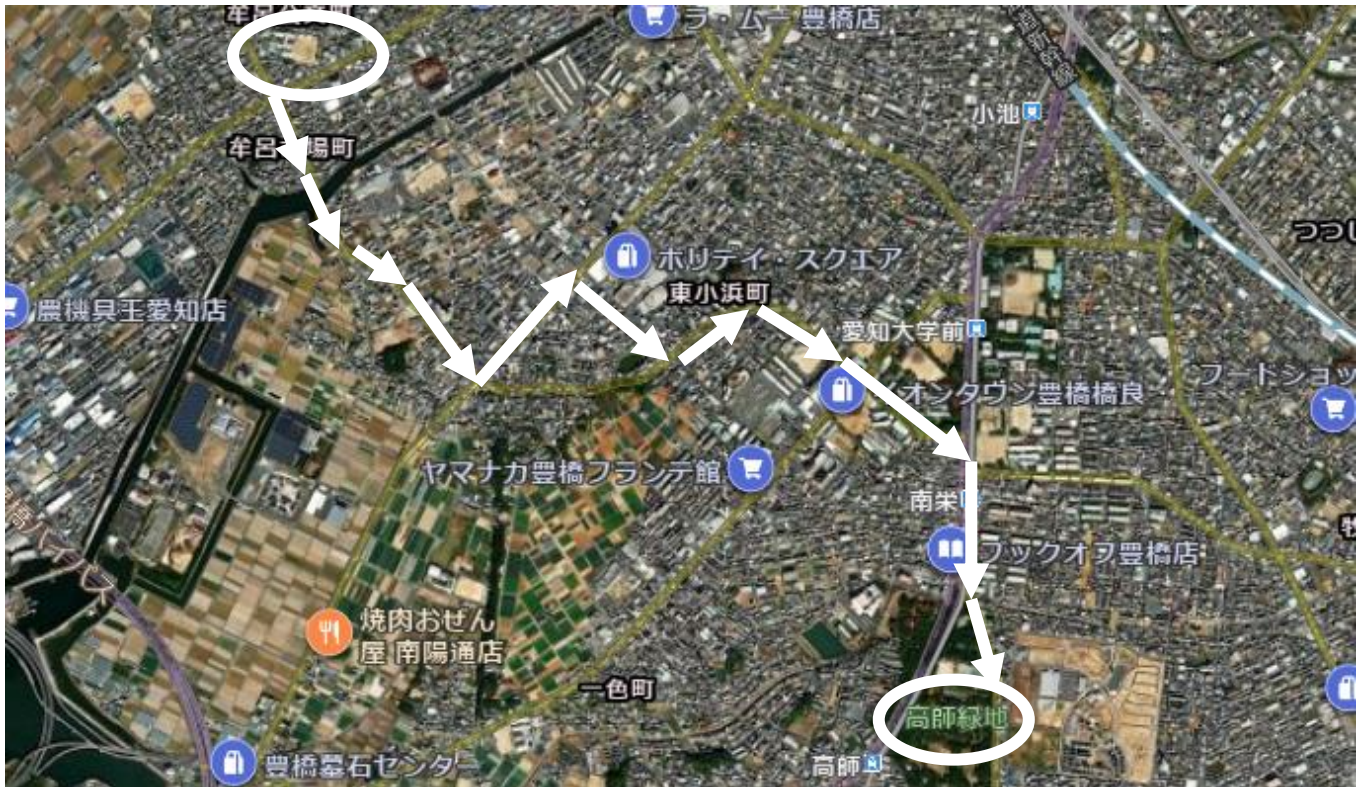 ラ・ムー 豊橋店
小池
牟呂市場町
つつじ
ホリデイ・スクエア
東小浜町
農機具王愛知店
愛知大学前
フードショッ
オンタウン豊橋橋良
ヤマナカ豊橋フランテ館
南栄
牧
ブックオフ豊橋店
焼肉おぜん
屋 南陽通店
一色町
高師緑地
豊橋墓石センター
高師